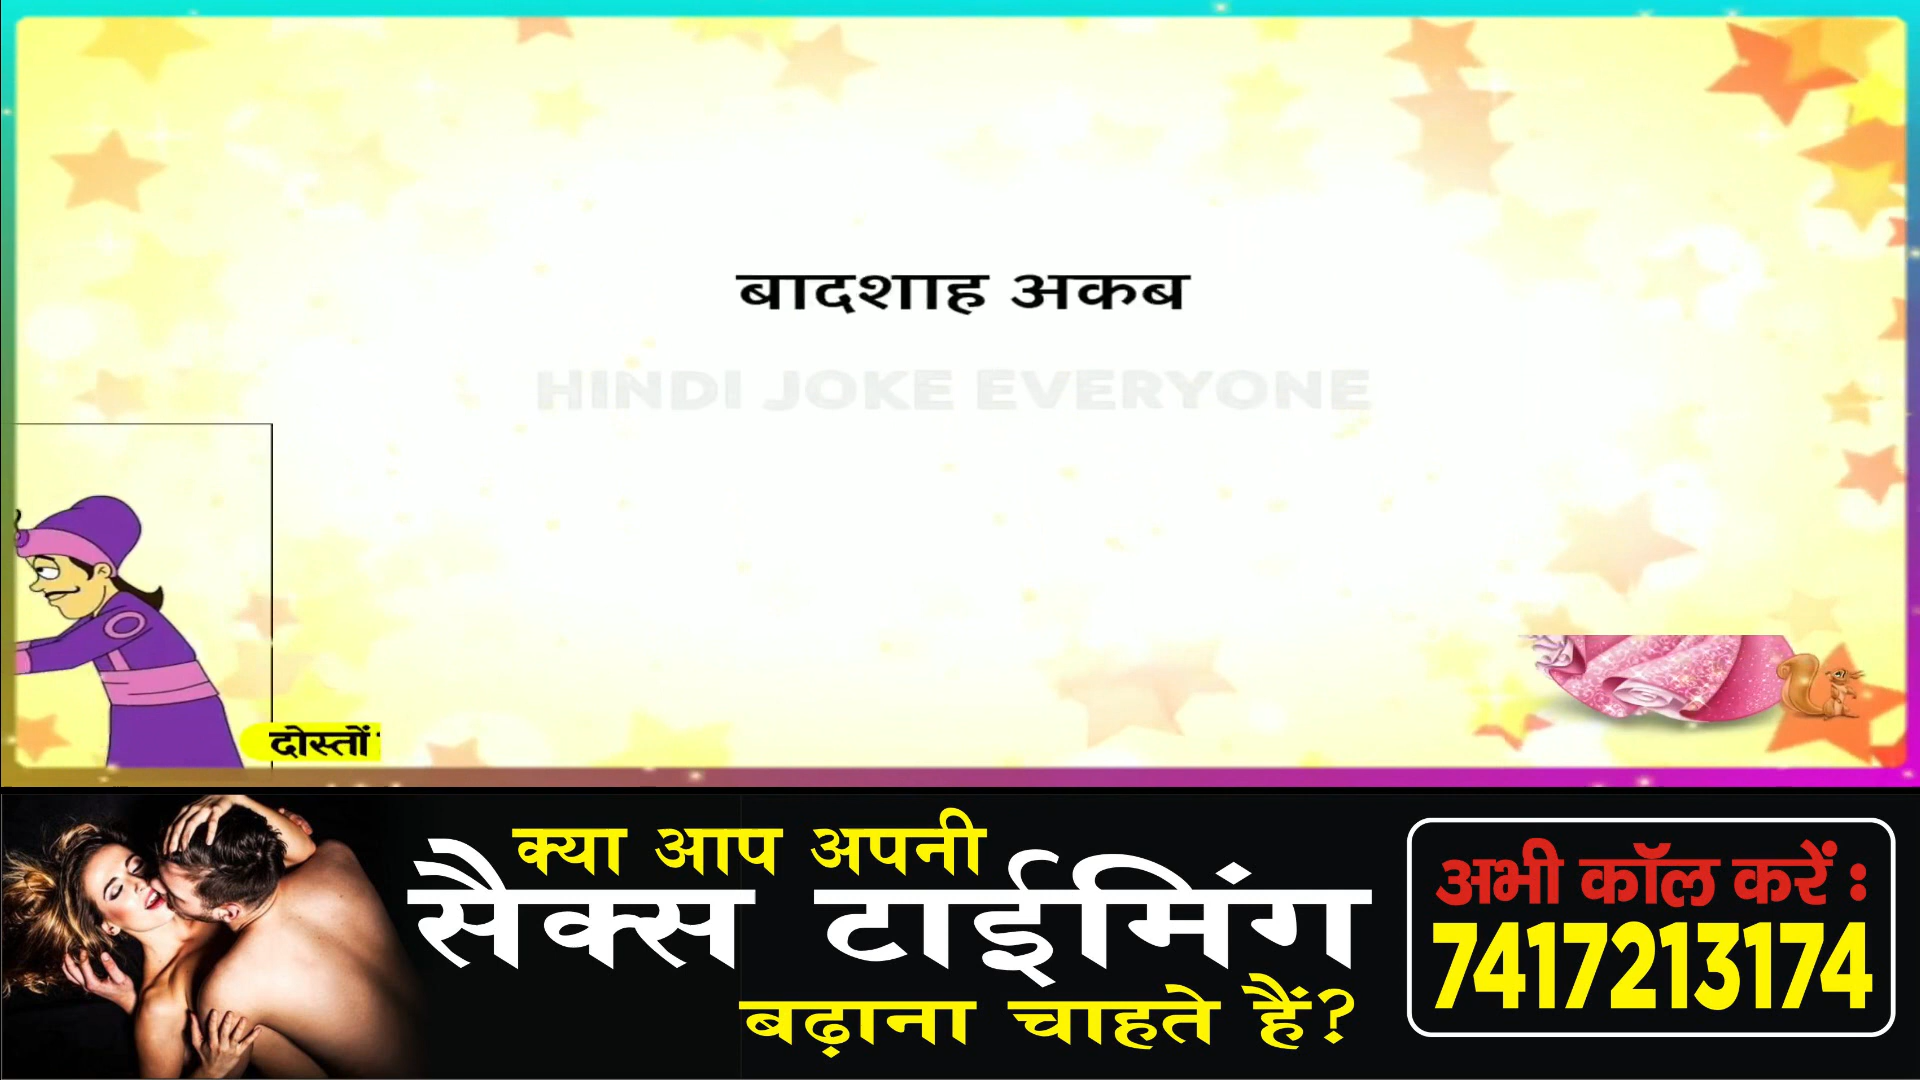 बादशाह अकब
HINDI JOKE EVERYONE
दोस्तों
क्या आप अपनी
सैक्स टाईमिंग
बढ़ाना चाहते हैं?
अभी कॉल करें :
7417213174